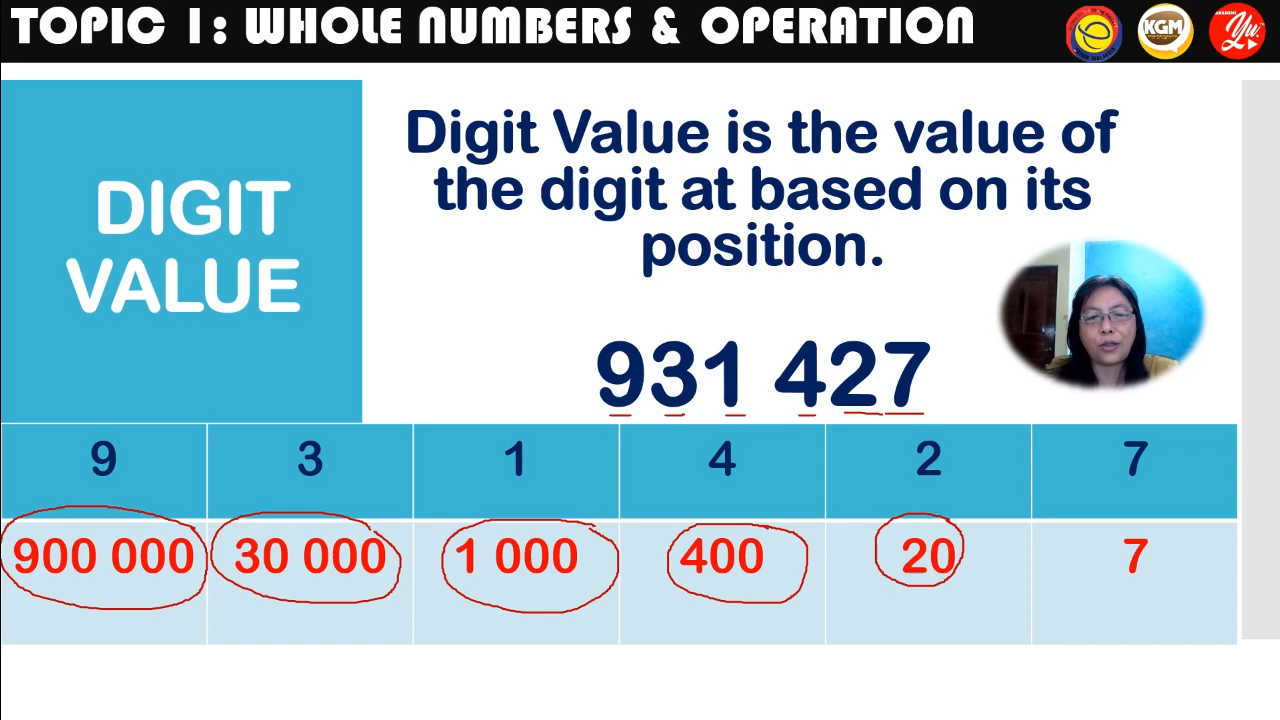 TOPIC 1: WHOLE NUMBERS & OPERATION
KGM
DIGIT
VALUE
Digit Value is the value of
the digit at based on its
position.
931 427
9 3 1 4 2 7
900 000 30 000 1 000 400 20 7